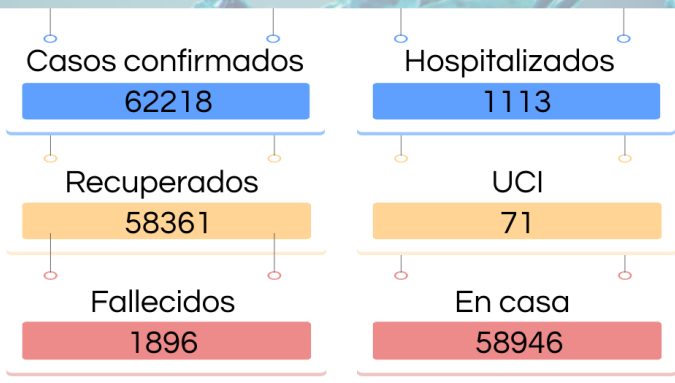 Casos confirmados
62218
Hospitalizados
1113
Recuperados
58361
UCI
71
Fallecidos
1896
En casa
58946